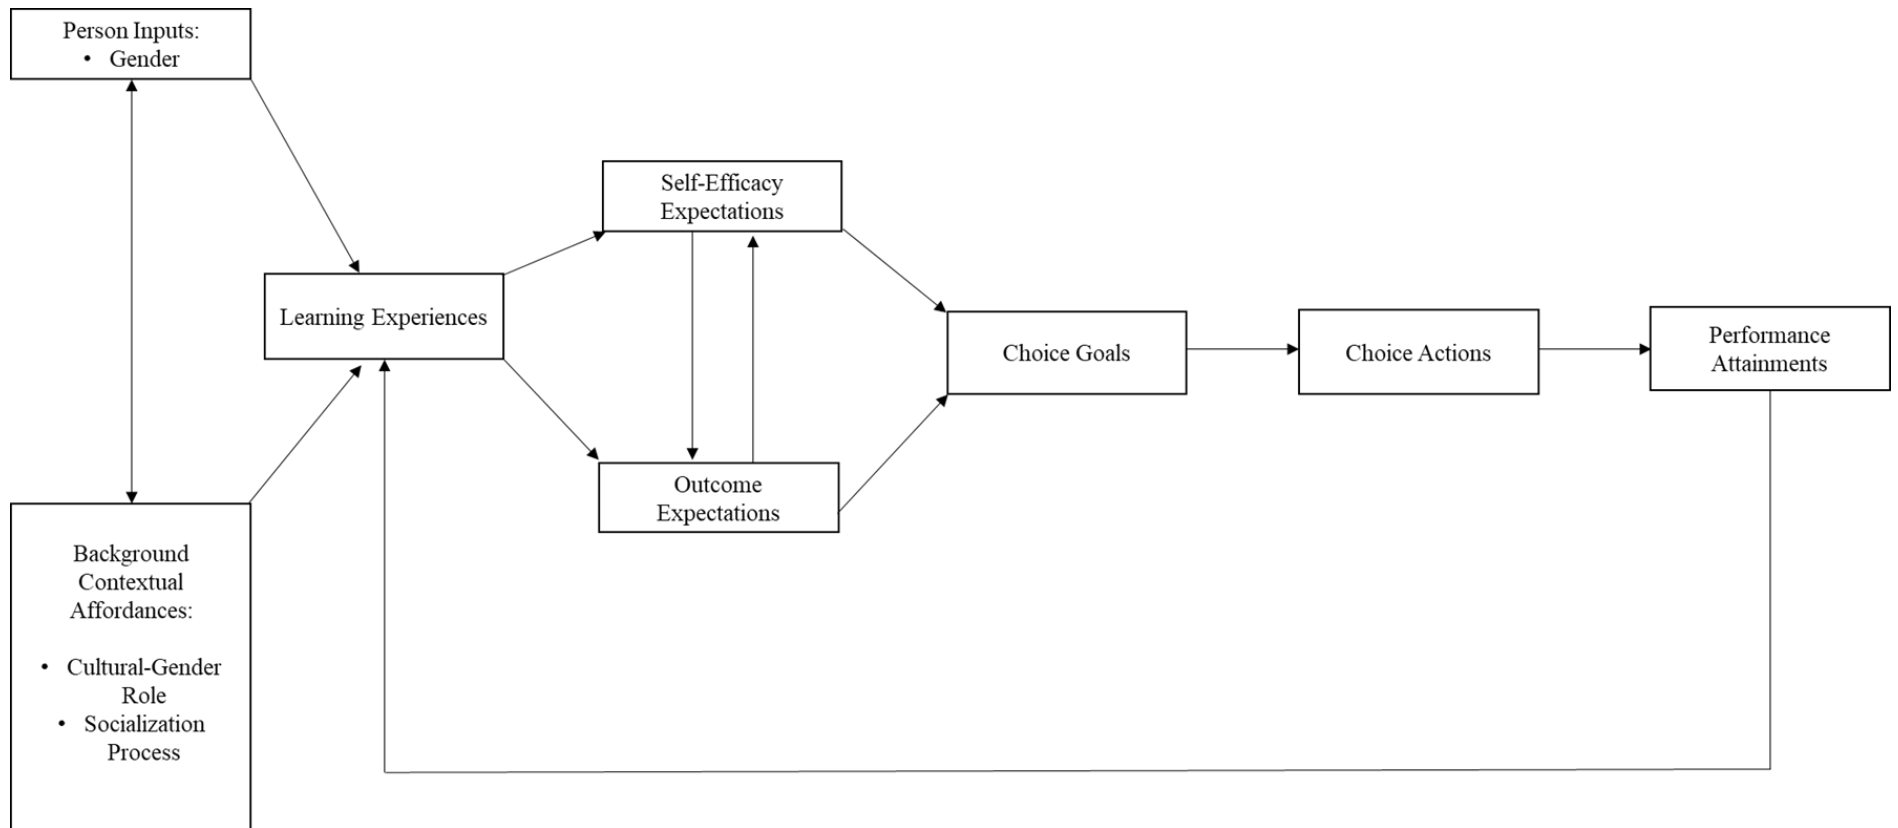 Person Inputs:
• Gender
Self-Efficacy
Expectations
Learning Experiences
Choice Goals
Choice Actions
Performance
Attainments
Outcome
Expectations
Background
Contextual
Affordances:
• Cultural-Gender
Role
• Socialization
Process